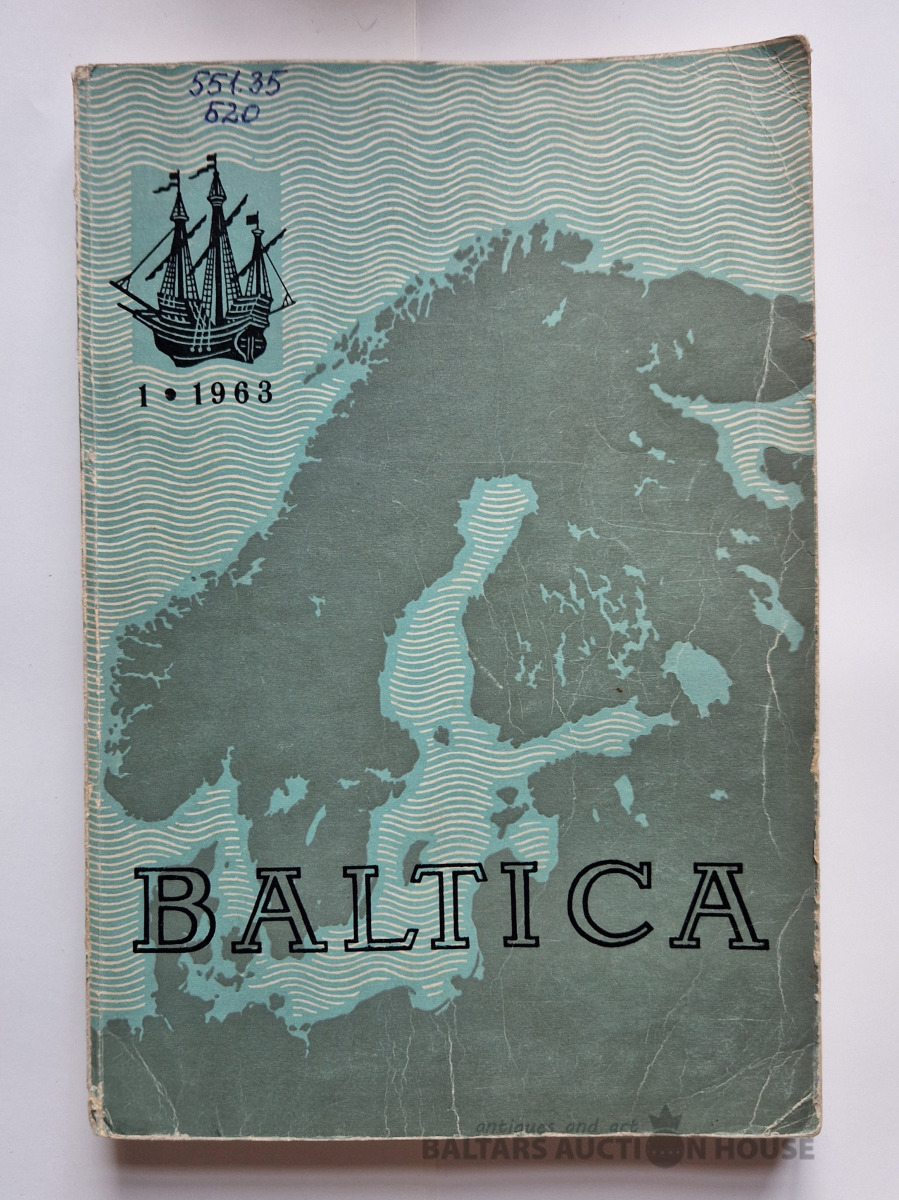 551.35
Б20
1 • 1963
BALTICA
antiques and art
BALTARS AUCTION HOUSE